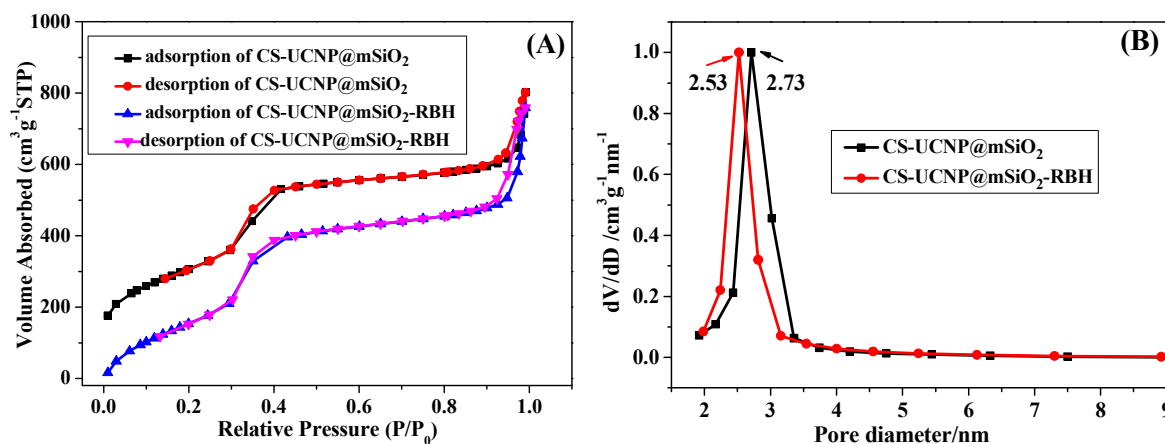 (A)
adsorption of CS-UCNP@mSiO₂
desorption of CS-UCNP@mSiO₂
adsorption of CS-UCNP@mSiO₂-RBH
desorption of CS-UCNP@mSiO₂-RBH
Volume Absorbed (cm³g⁻¹STP)
1000
800
600
400
200
0
0.0 0.2 0.4 0.6 0.8 1.0
Relative Pressure (P/P₀)
(B)
2.53 2.73
CS-UCNP@mSiO₂
CS-UCNP@mSiO₂-RBH
dV/dD /cm³g⁻¹nm⁻¹
1.0
0.8
0.6
0.4
0.2
0.0
2 3 4 5 6 7 8 9
Pore diameter/nm